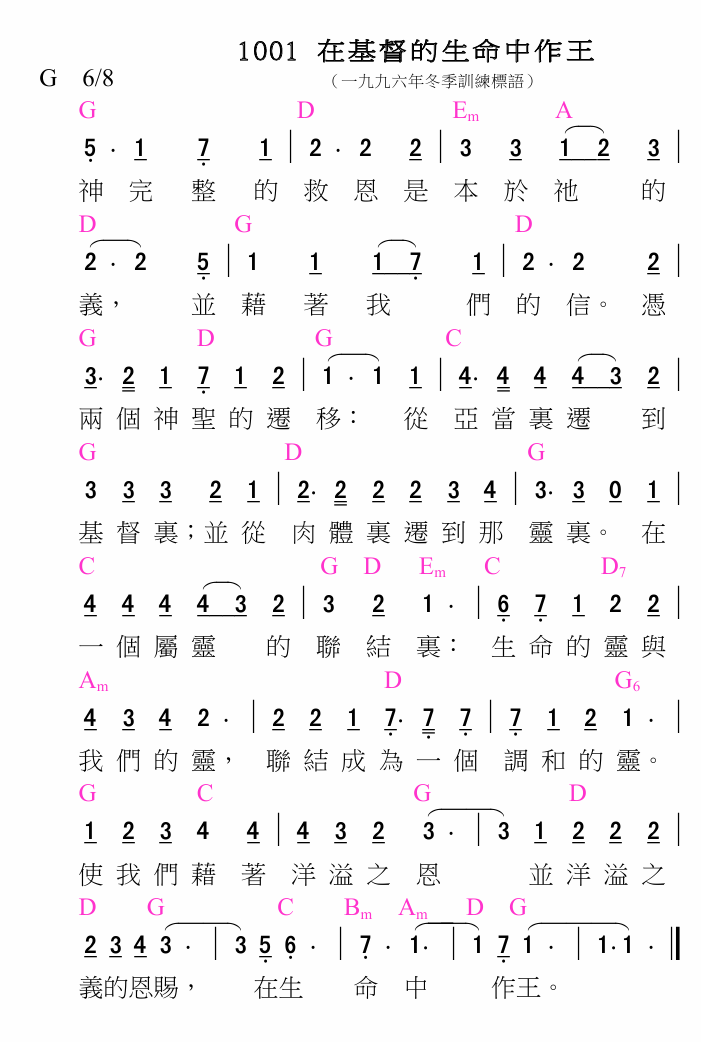 1001 在基督的生命中作王
G 6/8 （一九九六年冬季訓練標語）
G D Em A
5 · 1 7 1 | 2 · 2 2 | 3 3 1 2 3 |
神 完 整 的 救 恩 是 本 於 祂 的
D G D
2 · 2 5 | 1 1 1 7 1 | 2 · 2 2 |
義， 並 藉 著 我 們 的 信。 憑
G D G C
3· 2 1 7 1 2 | 1 · 1 1 | 4· 4 4 4 3 2 |
兩 個 神 聖 的 遷 移： 從 亞 當 裏 遷 到
G D G
3 3 3 2 1 | 2· 2 2 2 3 4 | 3· 3 0 1 |
基 督 裏；並 從 肉 體 裏 遷 到 那 靈 裏。 在
C G D Em C D7
4 4 4 4 3 2 | 3 2 1 · | 6 7 1 2 2 |
一 個 屬 靈 的 聯 結 裏： 生 命 的 靈 與
Am D G6
4 3 4 2 · | 2 2 1 7· 7 7 | 7 1 2 1 · |
我 們 的 靈， 聯 結 成 為 一 個 調 和 的 靈。
G C G D
1 2 3 4 4 | 4 3 2 3 · | 3 1 2 2 2 |
使 我 們 藉 著 洋 溢 之 恩 並 洋 溢 之
D G C Bm Am D G
2 3 4 3 · | 3 5 6 · | 7 · 1· | 1 7 1 · | 1·1 · ‖
義的恩賜， 在生 命 中 作王。